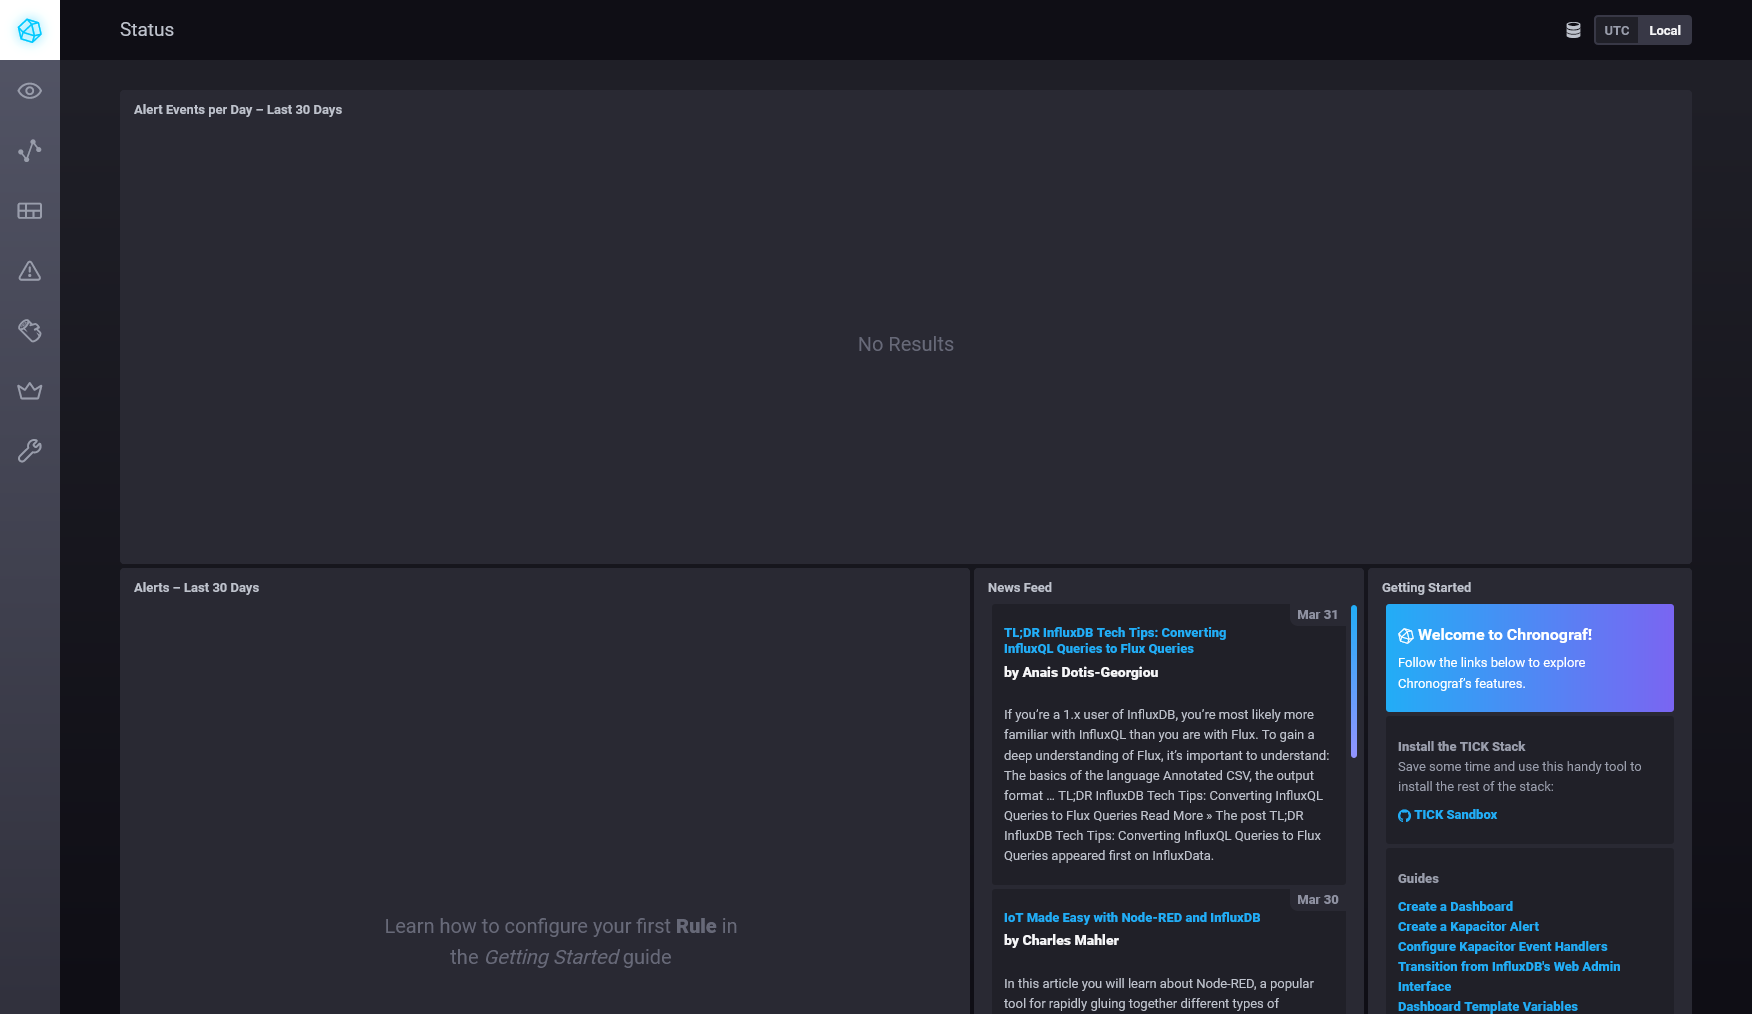 Status
UTC
Local
Alert Events per Day – Last 30 Days
No Results
Alerts – Last 30 Days
Learn how to configure your first Rule in
the Getting Started guide
News Feed
Mar 31
TL;DR InfluxDB Tech Tips: Converting
InfluxQL Queries to Flux Queries
by Anais Dotis-Georgiou
If you’re a 1.x user of InfluxDB, you’re most likely more
familiar with InfluxQL than you are with Flux. To gain a
deep understanding of Flux, it’s important to understand:
The basics of the language Annotated CSV, the output
format … TL;DR InfluxDB Tech Tips: Converting InfluxQL
Queries to Flux Queries Read More » The post TL;DR
InfluxDB Tech Tips: Converting InfluxQL Queries to Flux
Queries appeared first on InfluxData.
Mar 30
IoT Made Easy with Node-RED and InfluxDB
by Charles Mahler
In this article you will learn about Node-RED, a popular
tool for rapidly gluing together different types of
Getting Started
Welcome to Chronograf!
Follow the links below to explore
Chronograf’s features.
Install the TICK Stack
Save some time and use this handy tool to
install the rest of the stack:
TICK Sandbox
Guides
Create a Dashboard
Create a Kapacitor Alert
Configure Kapacitor Event Handlers
Transition from InfluxDB's Web Admin
Interface
Dashboard Template Variables